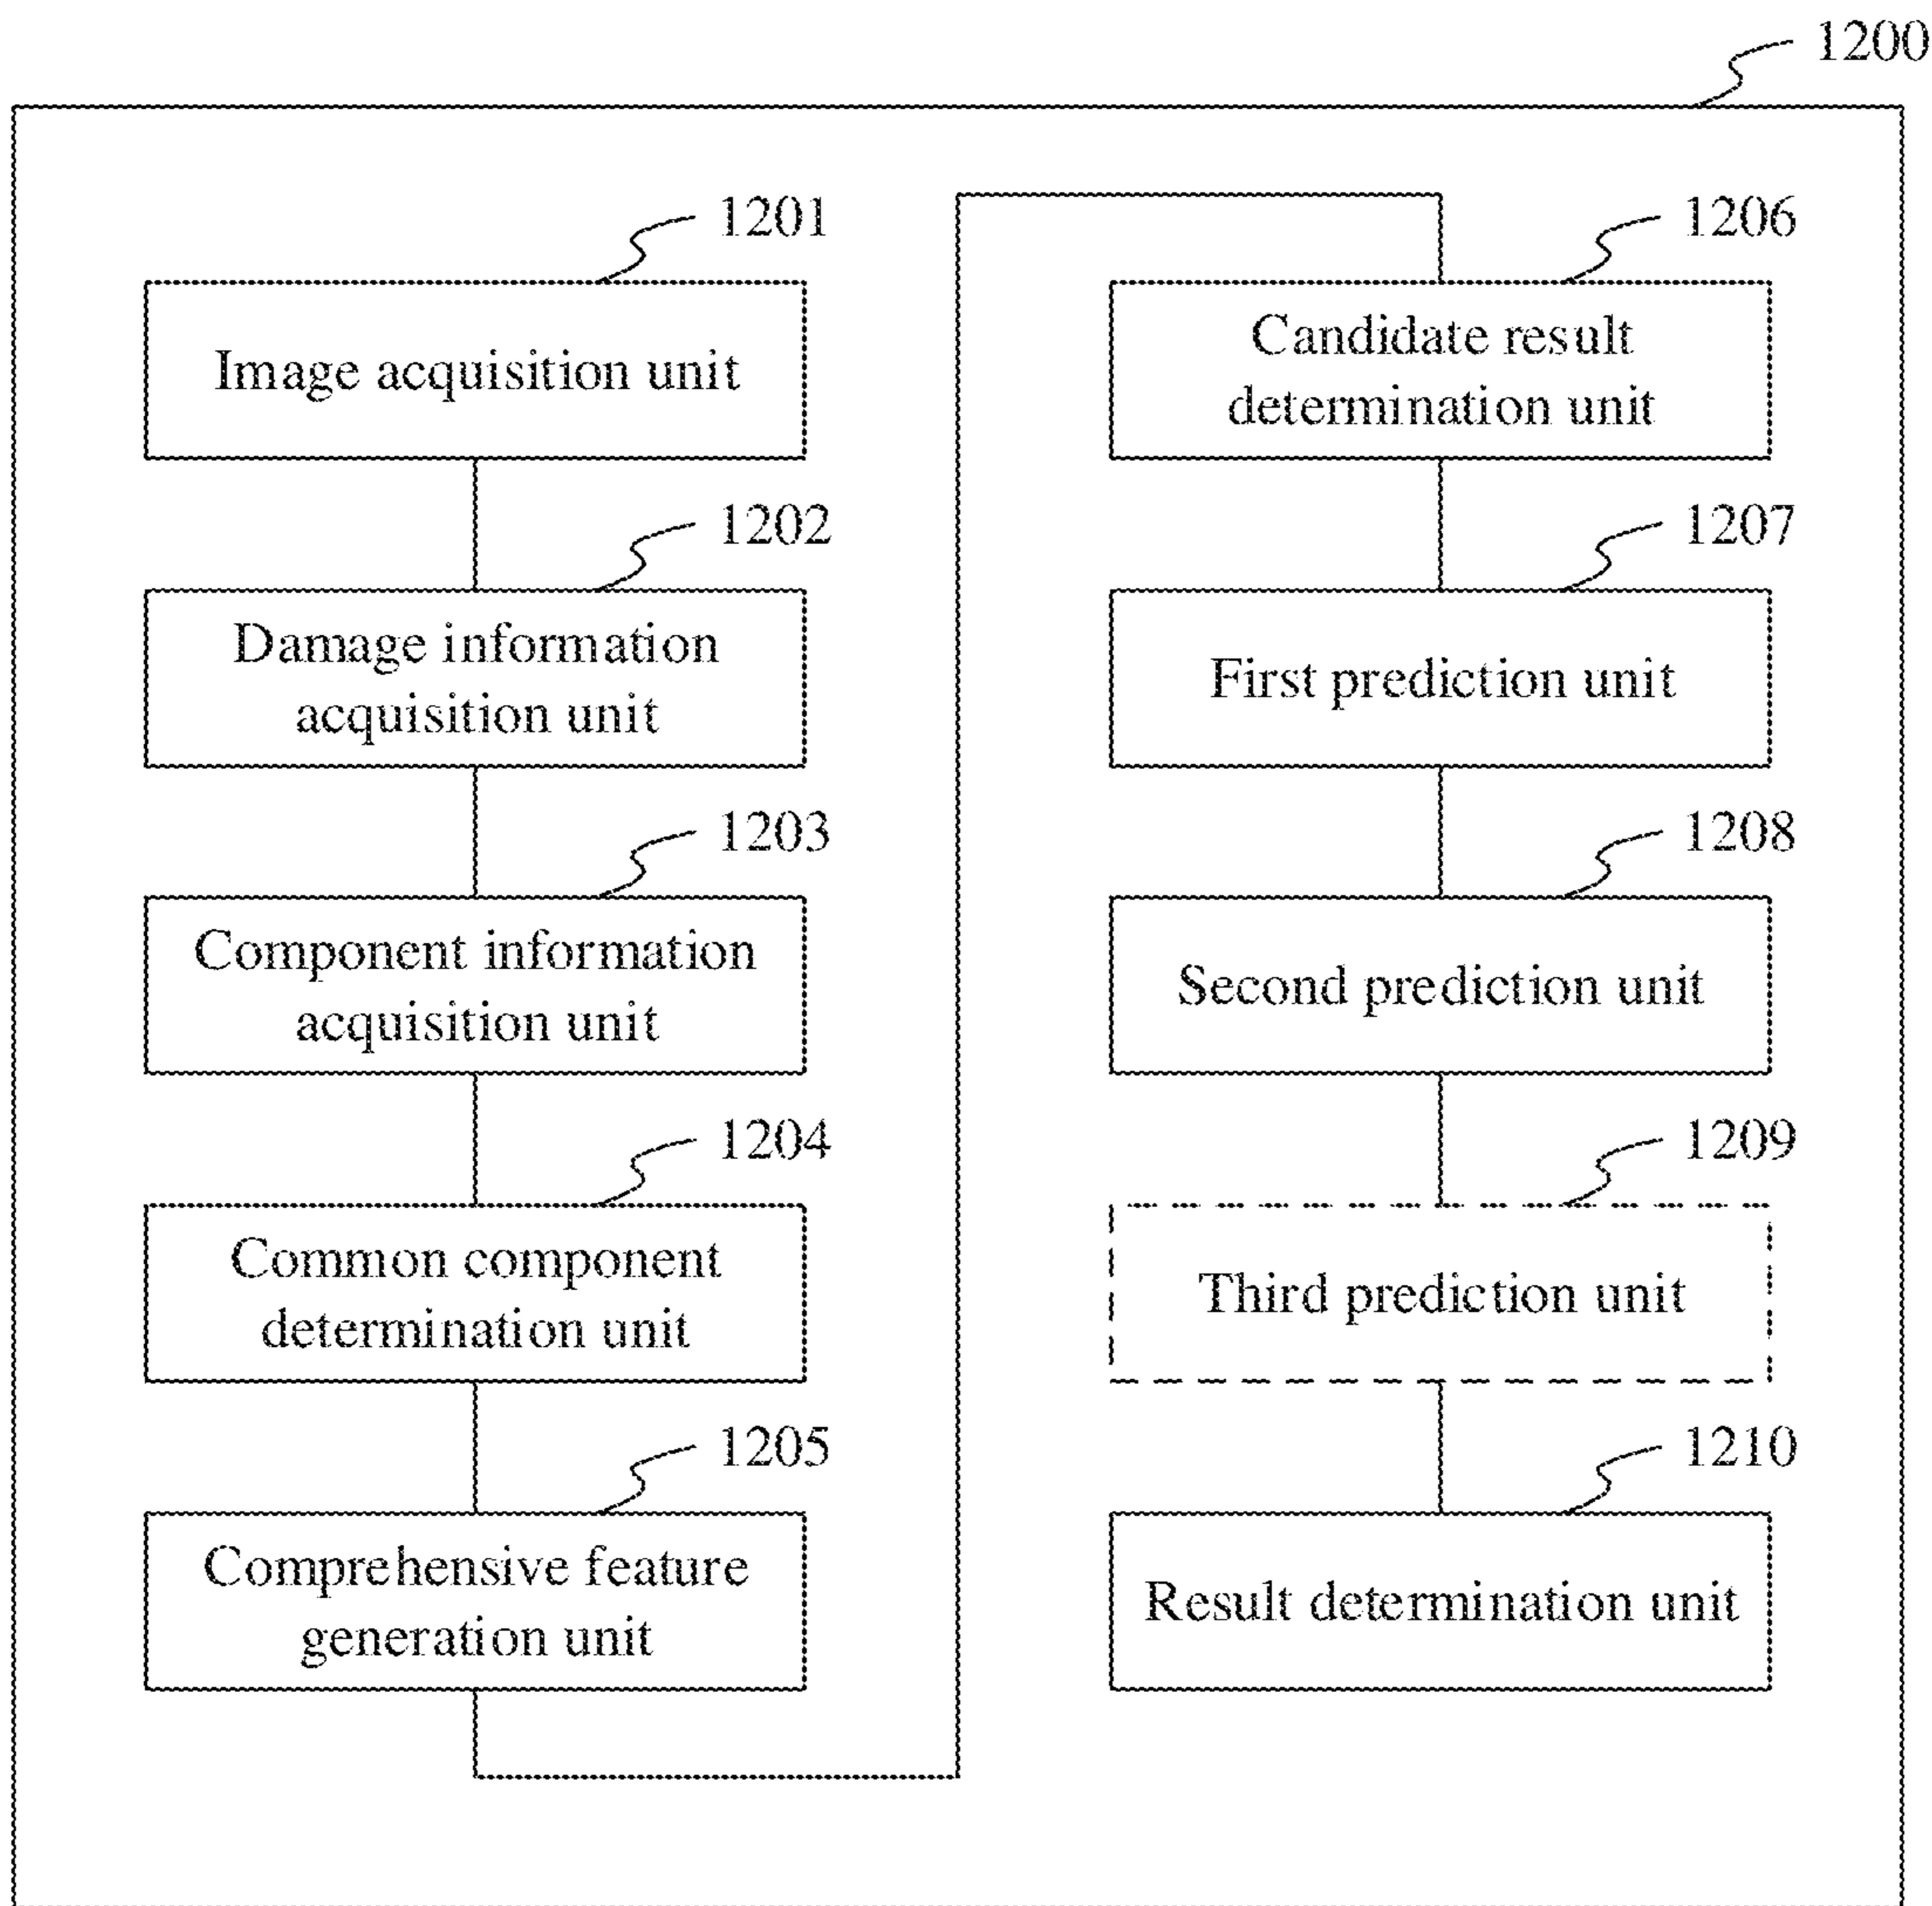 1200
1201
Image acquisition unit
1202
Damage information
acquisition unit
1203
Component information
acquisition unit
1204
Common component
determination unit
1205
Comprehensive feature
generation unit
1206
Candidate result
determination unit
1207
First prediction unit
1208
Second prediction unit
1209
Third prediction unit
1210
Result determination unit